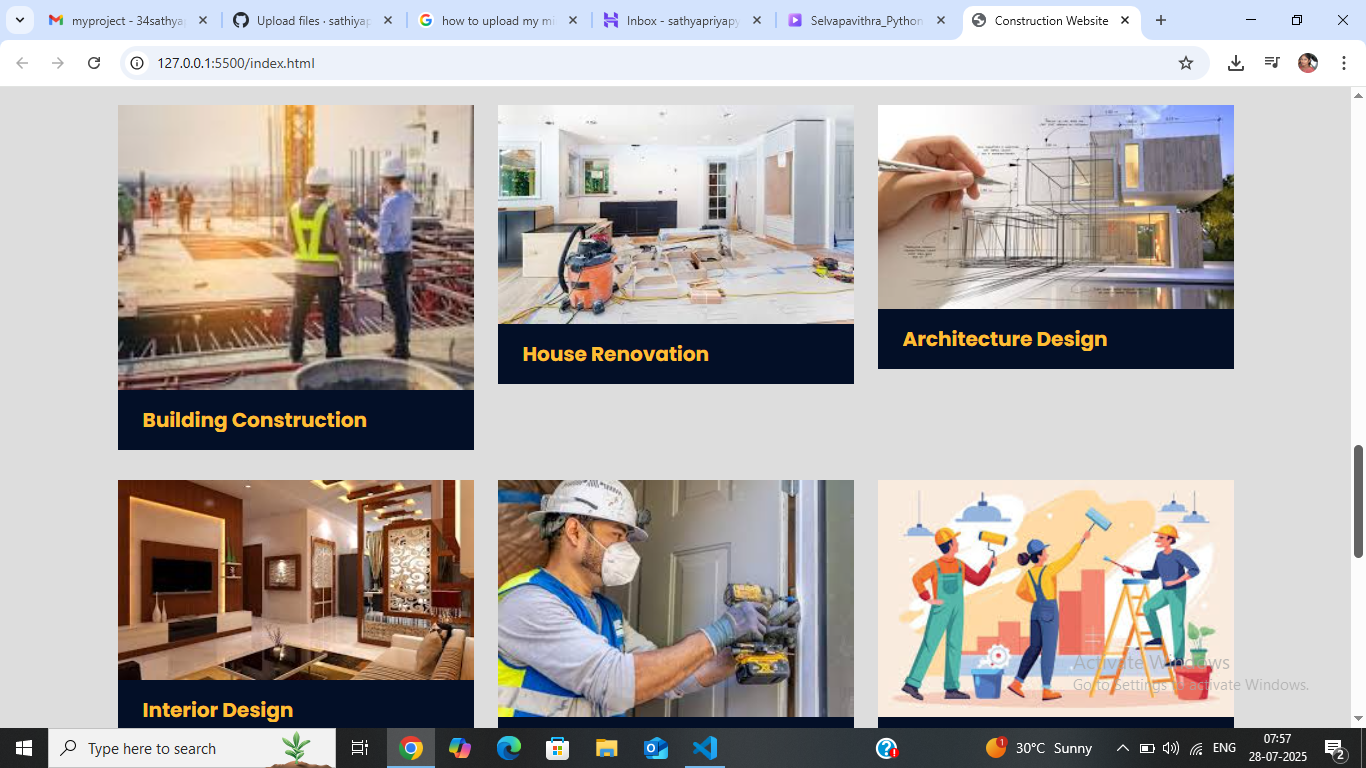 myproject - 34sathya
Upload files · sathiyap
how to upload my mi
Inbox - sathyapriyapy
Selvapavithra_Python
Construction Website
127.0.0.1:5500/index.html
Building Construction
House Renovation
Architecture Design
Interior Design
Activate Windows
Go to Settings to activate Windows.
Type here to search
1
30°C Sunny
ENG
07:57
28-07-2025
2